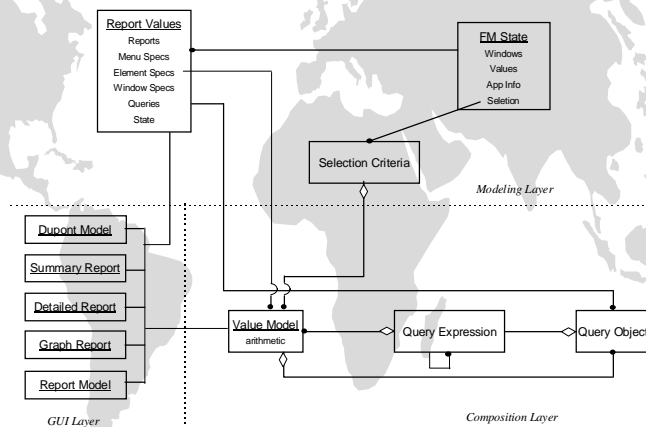 Report Values
Reports
Menu Specs
Element Specs
Window Specs
Queries
State
FM State
Windows
Values
App Info
Seletion
Selection Criteria
Modeling Layer
Dupont Model
Summary Report
Detailed Report
Graph Report
Report Model
GUI Layer
Value Model
arithmetic
Query Expression
Query Object
Composition Layer